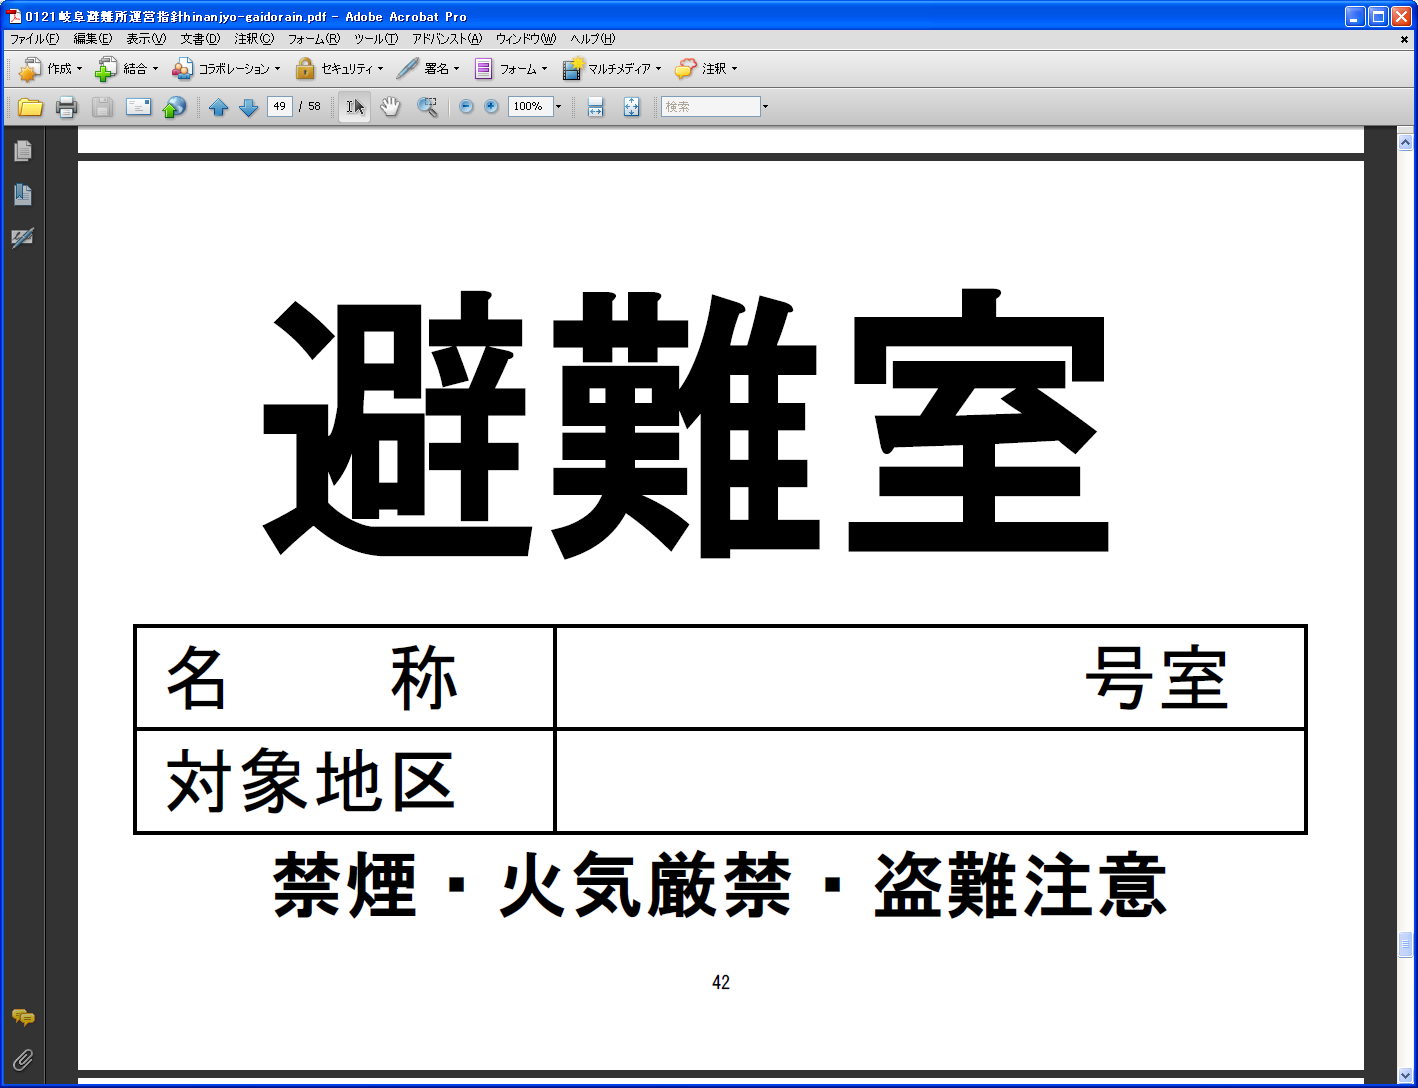 0121岐阜避難所運営指針hinanjyo-gaidorain.pdf - Adobe Acrobat Pro
ファイル(F) 編集(E) 表示(V) 文書(D) 注釈(C) フォーム(R) ツール(T) アドバンスト(A) ウィンドウ(W) ヘルプ(H)
作成 結合 コラボレーション セキュリティ 署名 フォーム マルチメディア 注釈
49 / 58 100% 検索
避難室
名 称 号室
対象地区
禁煙・火気厳禁・盗難注意
42